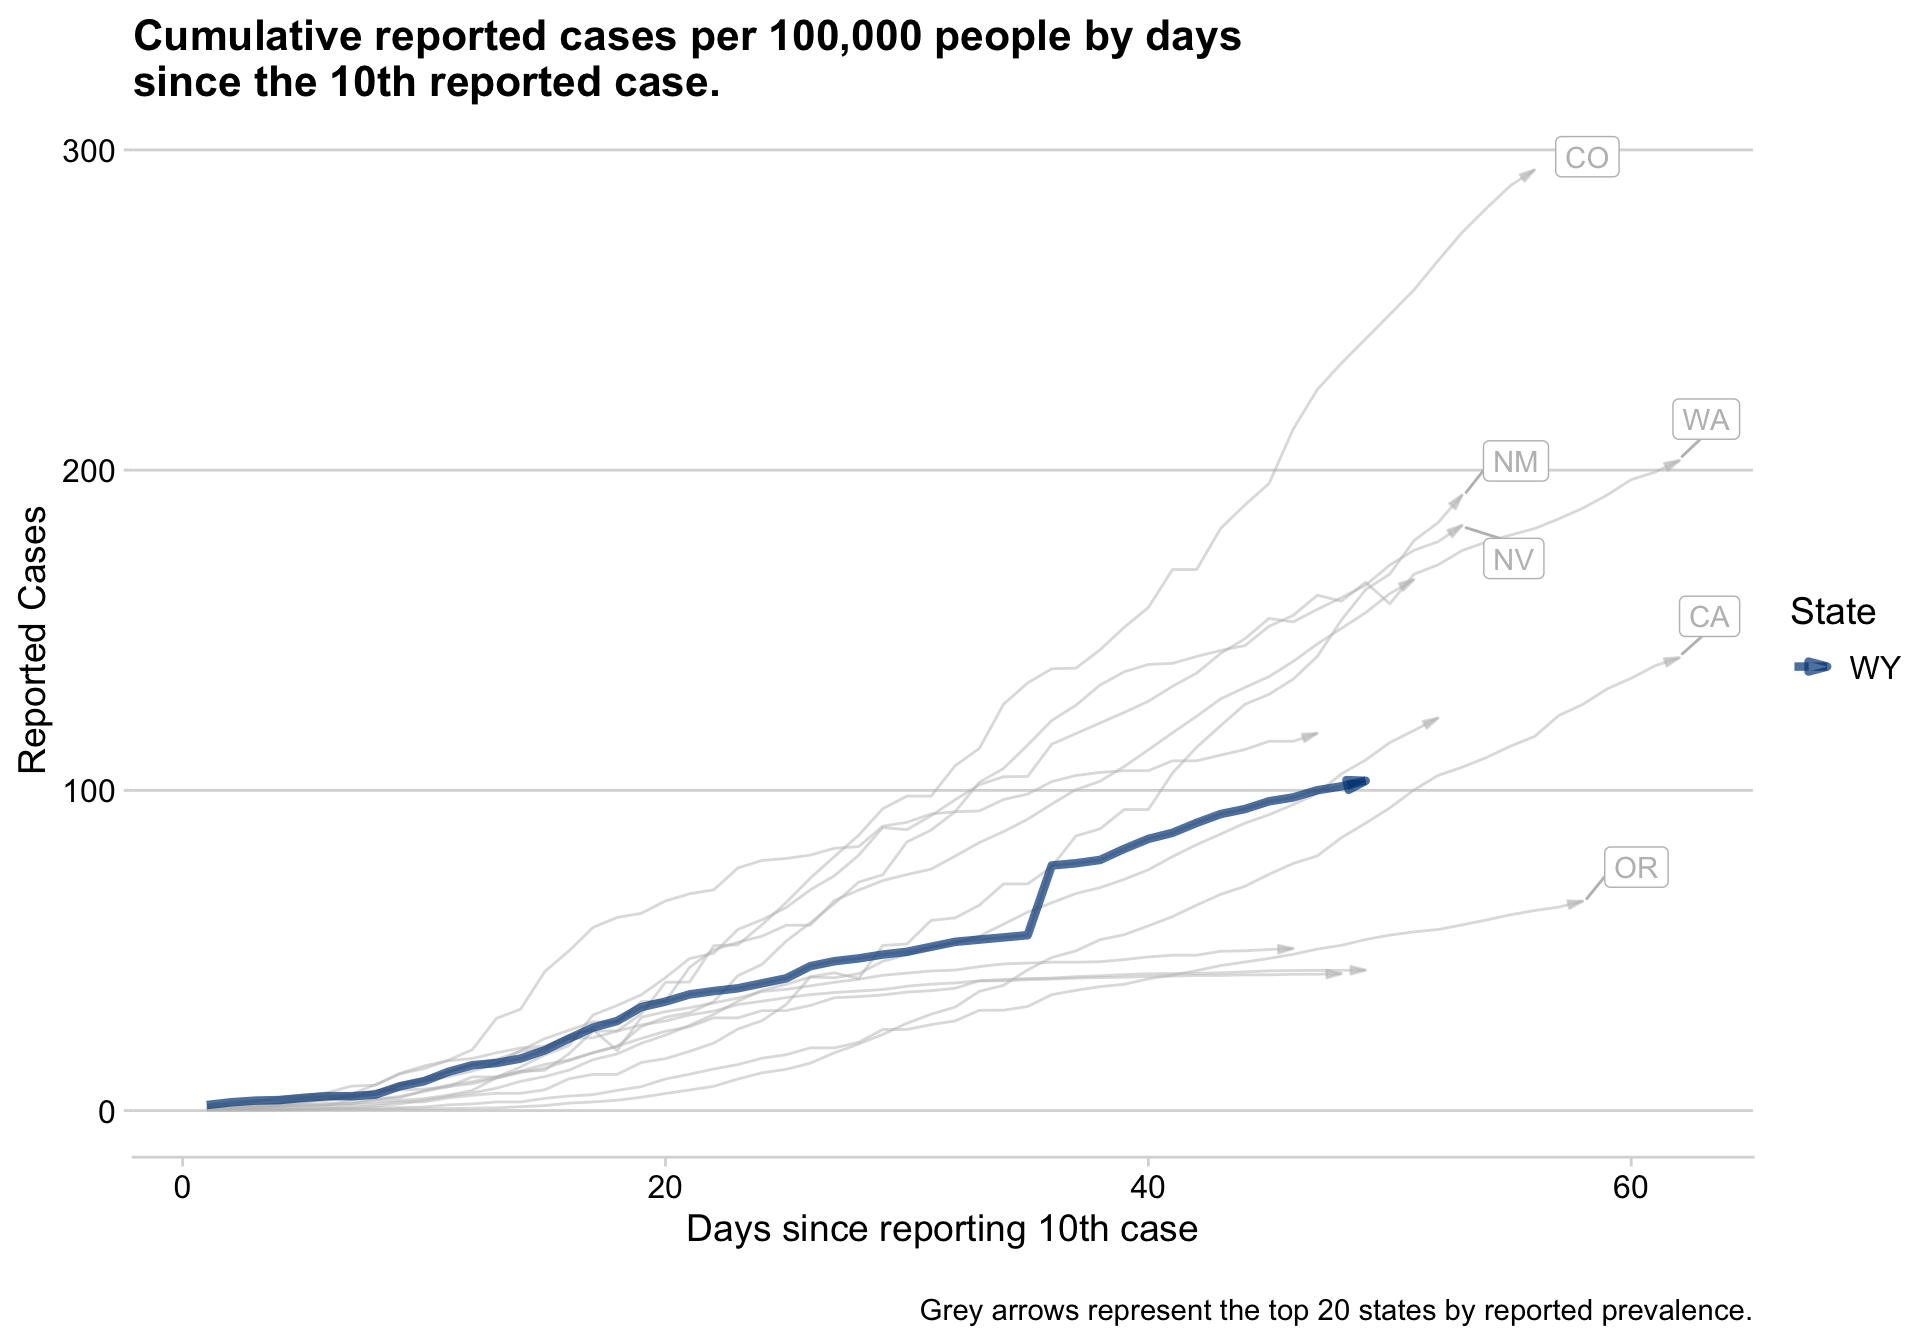 Cumulative reported cases per 100,000 people by days
since the 10th reported case.
300
CO
WA
NM
200
NV
Reported Cases
CA
State
WY
100
OR
0
0 20 40 60
Days since reporting 10th case
Grey arrows represent the top 20 states by reported prevalence.